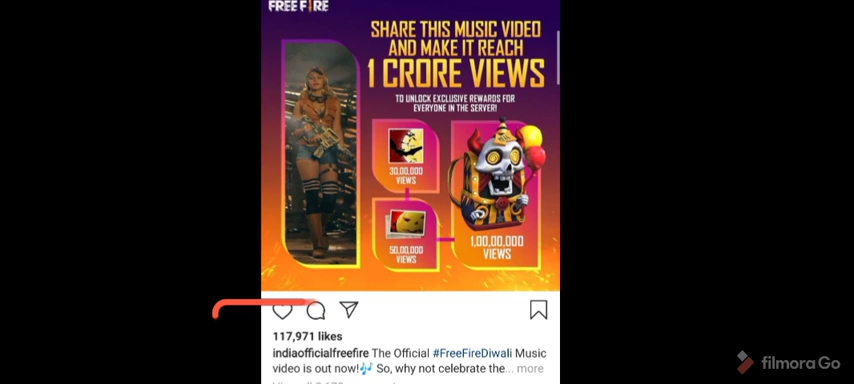 FREE FIRE
SHARE THIS MUSIC VIDEO
AND MAKE IT REACH
1 CRORE VIEWS
TO UNLOCK EXCLUSIVE REWARDS FOR
EVERYONE IN THE SERVER!
30,00,000
VIEWS
50,00,000
VIEWS
1,00,00,000
VIEWS
117,971 likes
indiaofficialfreefire The Official #FreeFireDiwali Music
video is out now!🎶 So, why not celebrate the... more
filmora Go